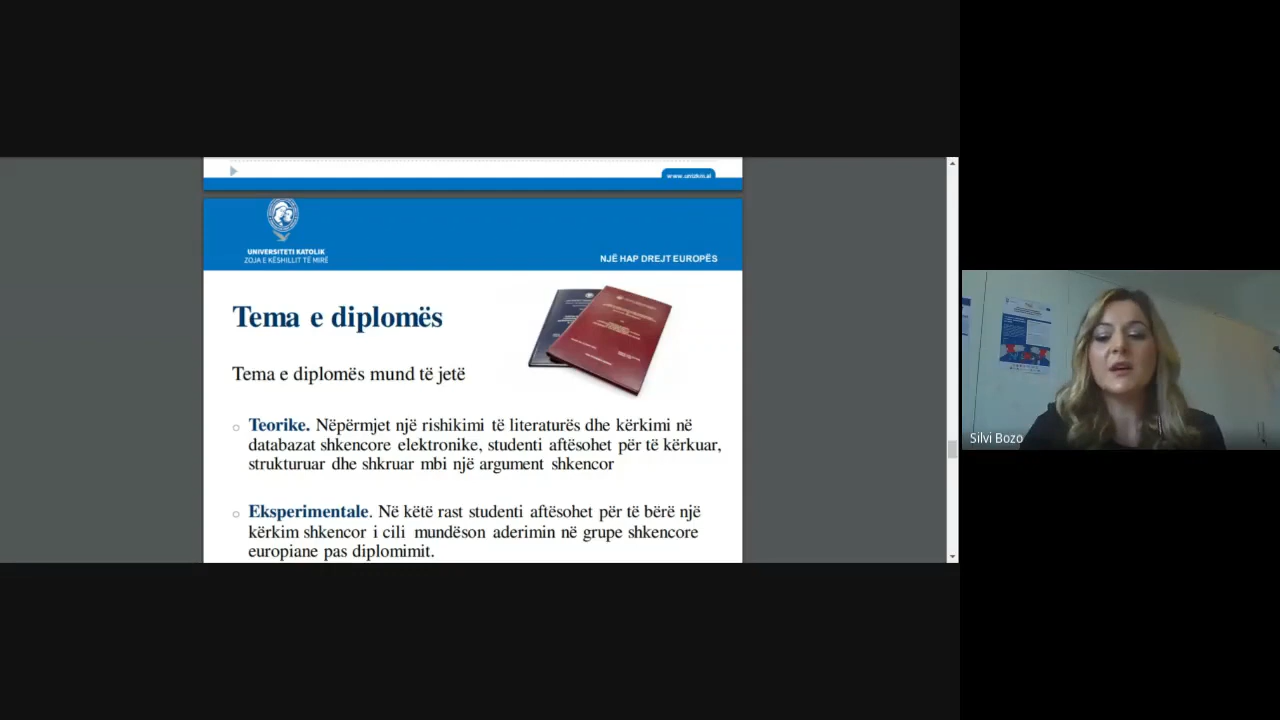 www.unizkm.al
UNIVERSITETI KATOLIK
ZOJA E KËSHILLIT TË MIRË
NJË HAP DREJT EUROPËS
Tema e diplomës
Tema e diplomës mund të jetë
Teorike. Nëpërmjet një rishikimi të literaturës dhe kërkimi në
databazat shkencore elektronike, studenti aftësohet për të kërkuar,
strukturuar dhe shkruar mbi një argument shkencor
Eksperimentale. Në këtë rast studenti aftësohet për të bërë një
kërkim shkencor i cili mundëson aderimin në grupe shkencore
europiane pas diplomimit.
Silvi Bozo